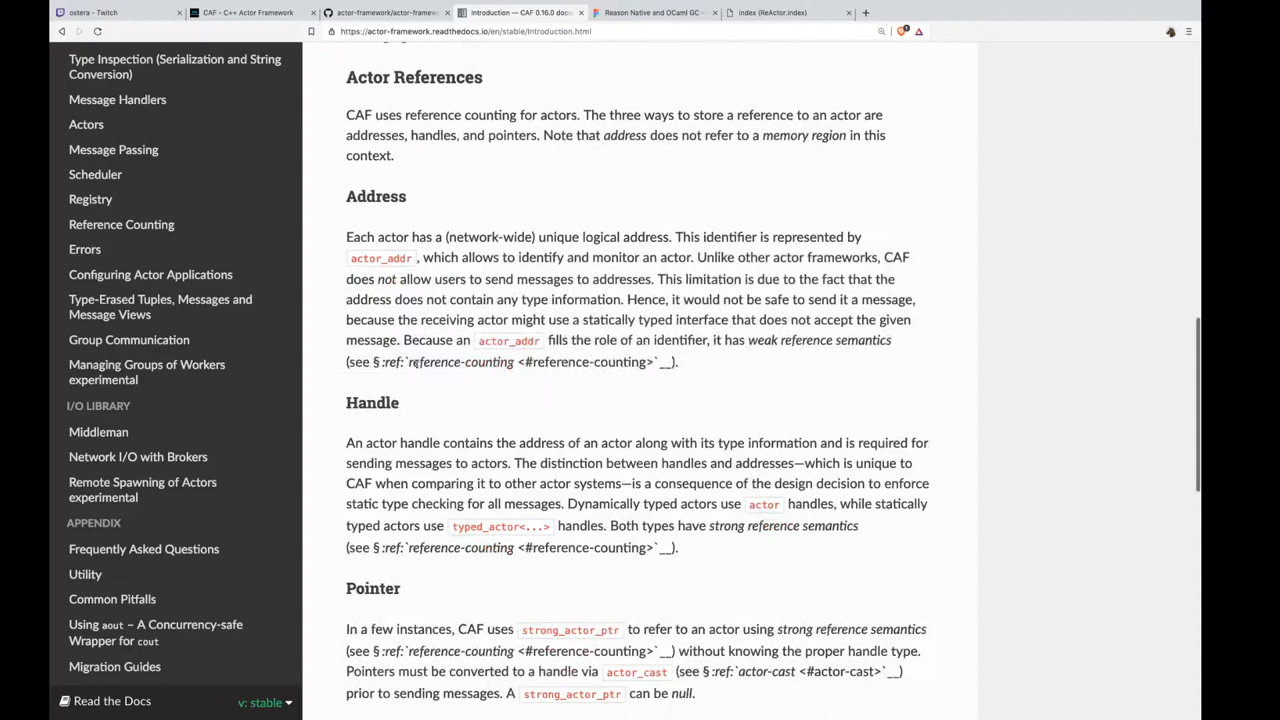 ostera - Twitch
CAF - C++ Actor Framework
actor-framework/actor-framew
Introduction — CAF 0.16.0 docu
Reason Native and OCaml GC –
index (ReActor.index)
https://actor-framework.readthedocs.io/en/stable/Introduction.html
Type Inspection (Serialization and String
Conversion)
Message Handlers
Actors
Message Passing
Scheduler
Registry
Reference Counting
Errors
Configuring Actor Applications
Type-Erased Tuples, Messages and
Message Views
Group Communication
Managing Groups of Workers
experimental
I/O LIBRARY
Middleman
Network I/O with Brokers
Remote Spawning of Actors
experimental
APPENDIX
Frequently Asked Questions
Utility
Common Pitfalls
Using aout – A Concurrency-safe
Wrapper for cout
Migration Guides
Read the Docs
v: stable
Actor References
CAF uses reference counting for actors. The three ways to store a reference to an actor are
addresses, handles, and pointers. Note that address does not refer to a memory region in this
context.
Address
Each actor has a (network-wide) unique logical address. This identifier is represented by
actor_addr , which allows to identify and monitor an actor. Unlike other actor frameworks, CAF
does not allow users to send messages to addresses. This limitation is due to the fact that the
address does not contain any type information. Hence, it would not be safe to send it a message,
because the receiving actor might use a statically typed interface that does not accept the given
message. Because an actor_addr fills the role of an identifier, it has weak reference semantics
(see § :ref:`reference-counting <#reference-counting>`__).
Handle
An actor handle contains the address of an actor along with its type information and is required for
sending messages to actors. The distinction between handles and addresses—which is unique to
CAF when comparing it to other actor systems—is a consequence of the design decision to enforce
static type checking for all messages. Dynamically typed actors use actor handles, while statically
typed actors use typed_actor<...> handles. Both types have strong reference semantics
(see § :ref:`reference-counting <#reference-counting>`__).
Pointer
In a few instances, CAF uses strong_actor_ptr to refer to an actor using strong reference semantics
(see § :ref:`reference-counting <#reference-counting>`__) without knowing the proper handle type.
Pointers must be converted to a handle via actor_cast (see § :ref:`actor-cast <#actor-cast>`__)
prior to sending messages. A strong_actor_ptr can be null.